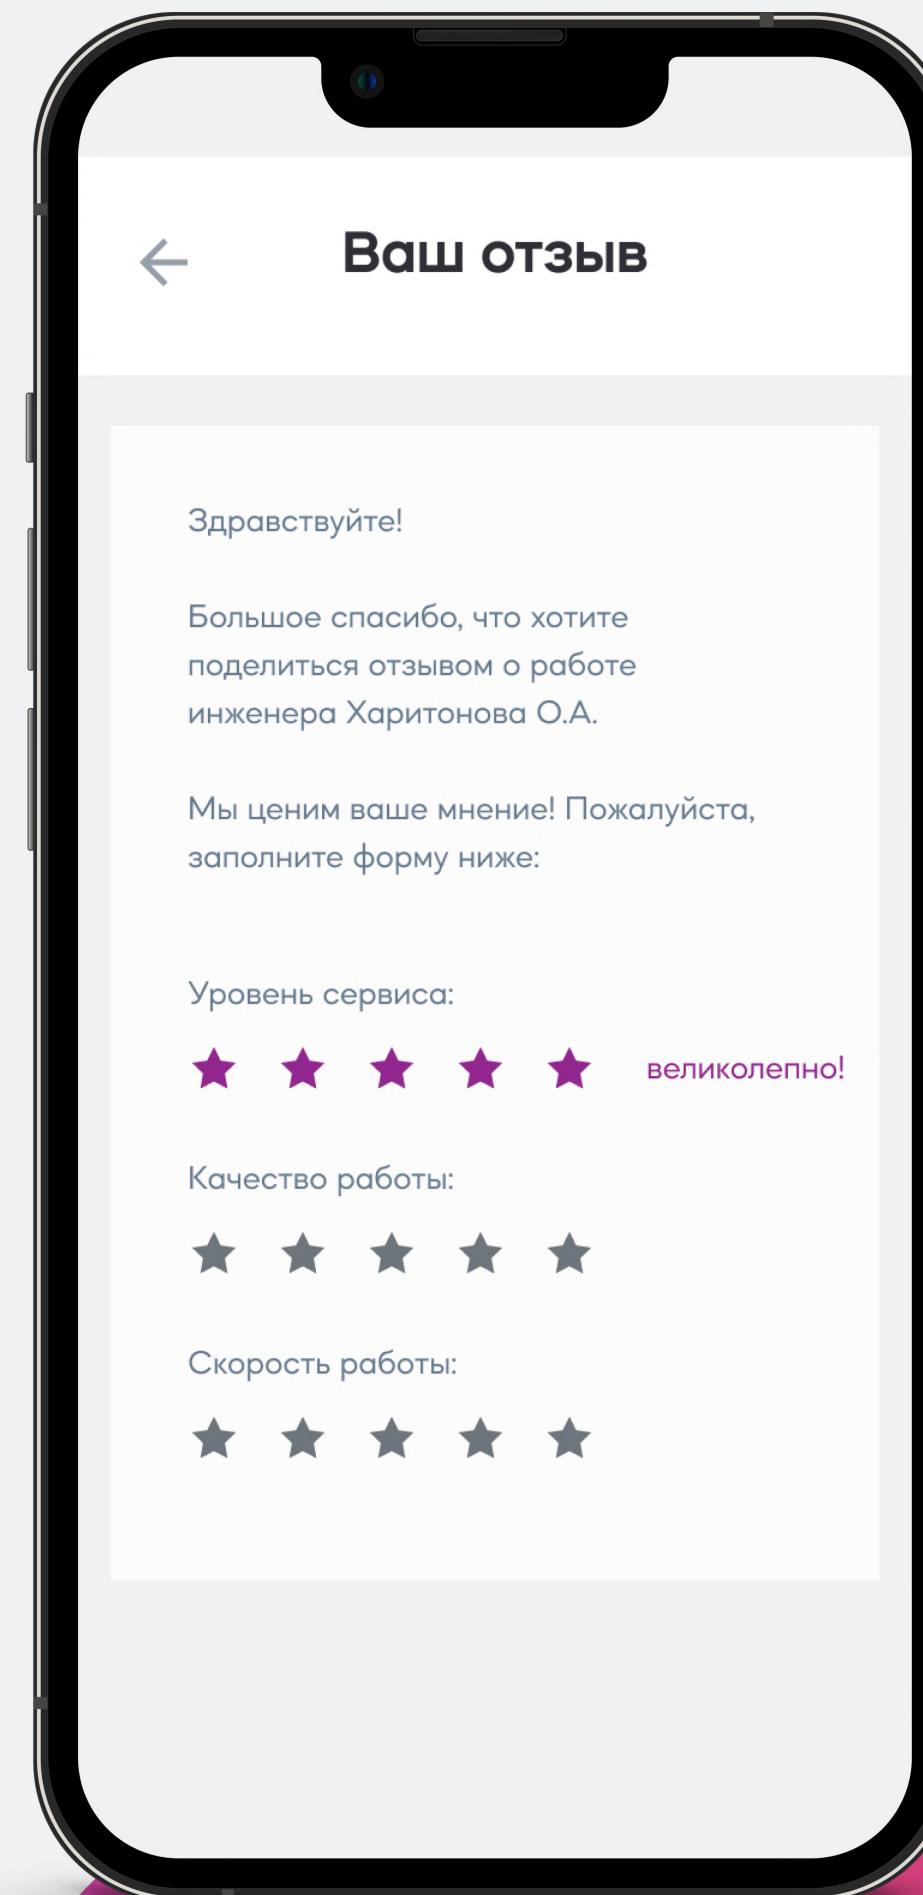 Ваш отзыв
Здравствуйте!
Большое спасибо, что хотите
поделиться отзывом о работе
инженера Харитонова О.А.
Мы ценим ваше мнение! Пожалуйста,
заполните форму ниже:
Уровень сервиса:
великолепно!
Качество работы:
Скорость работы: